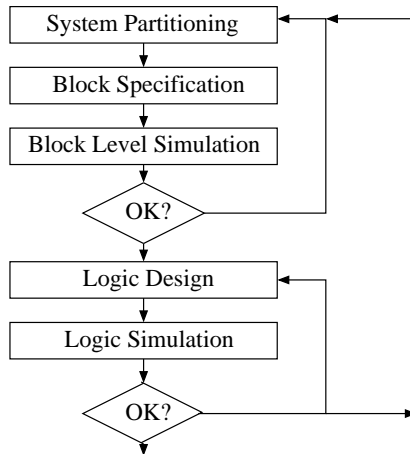 System Partitioning
Block Specification
Block Level Simulation
OK?
Logic Design
Logic Simulation
OK?